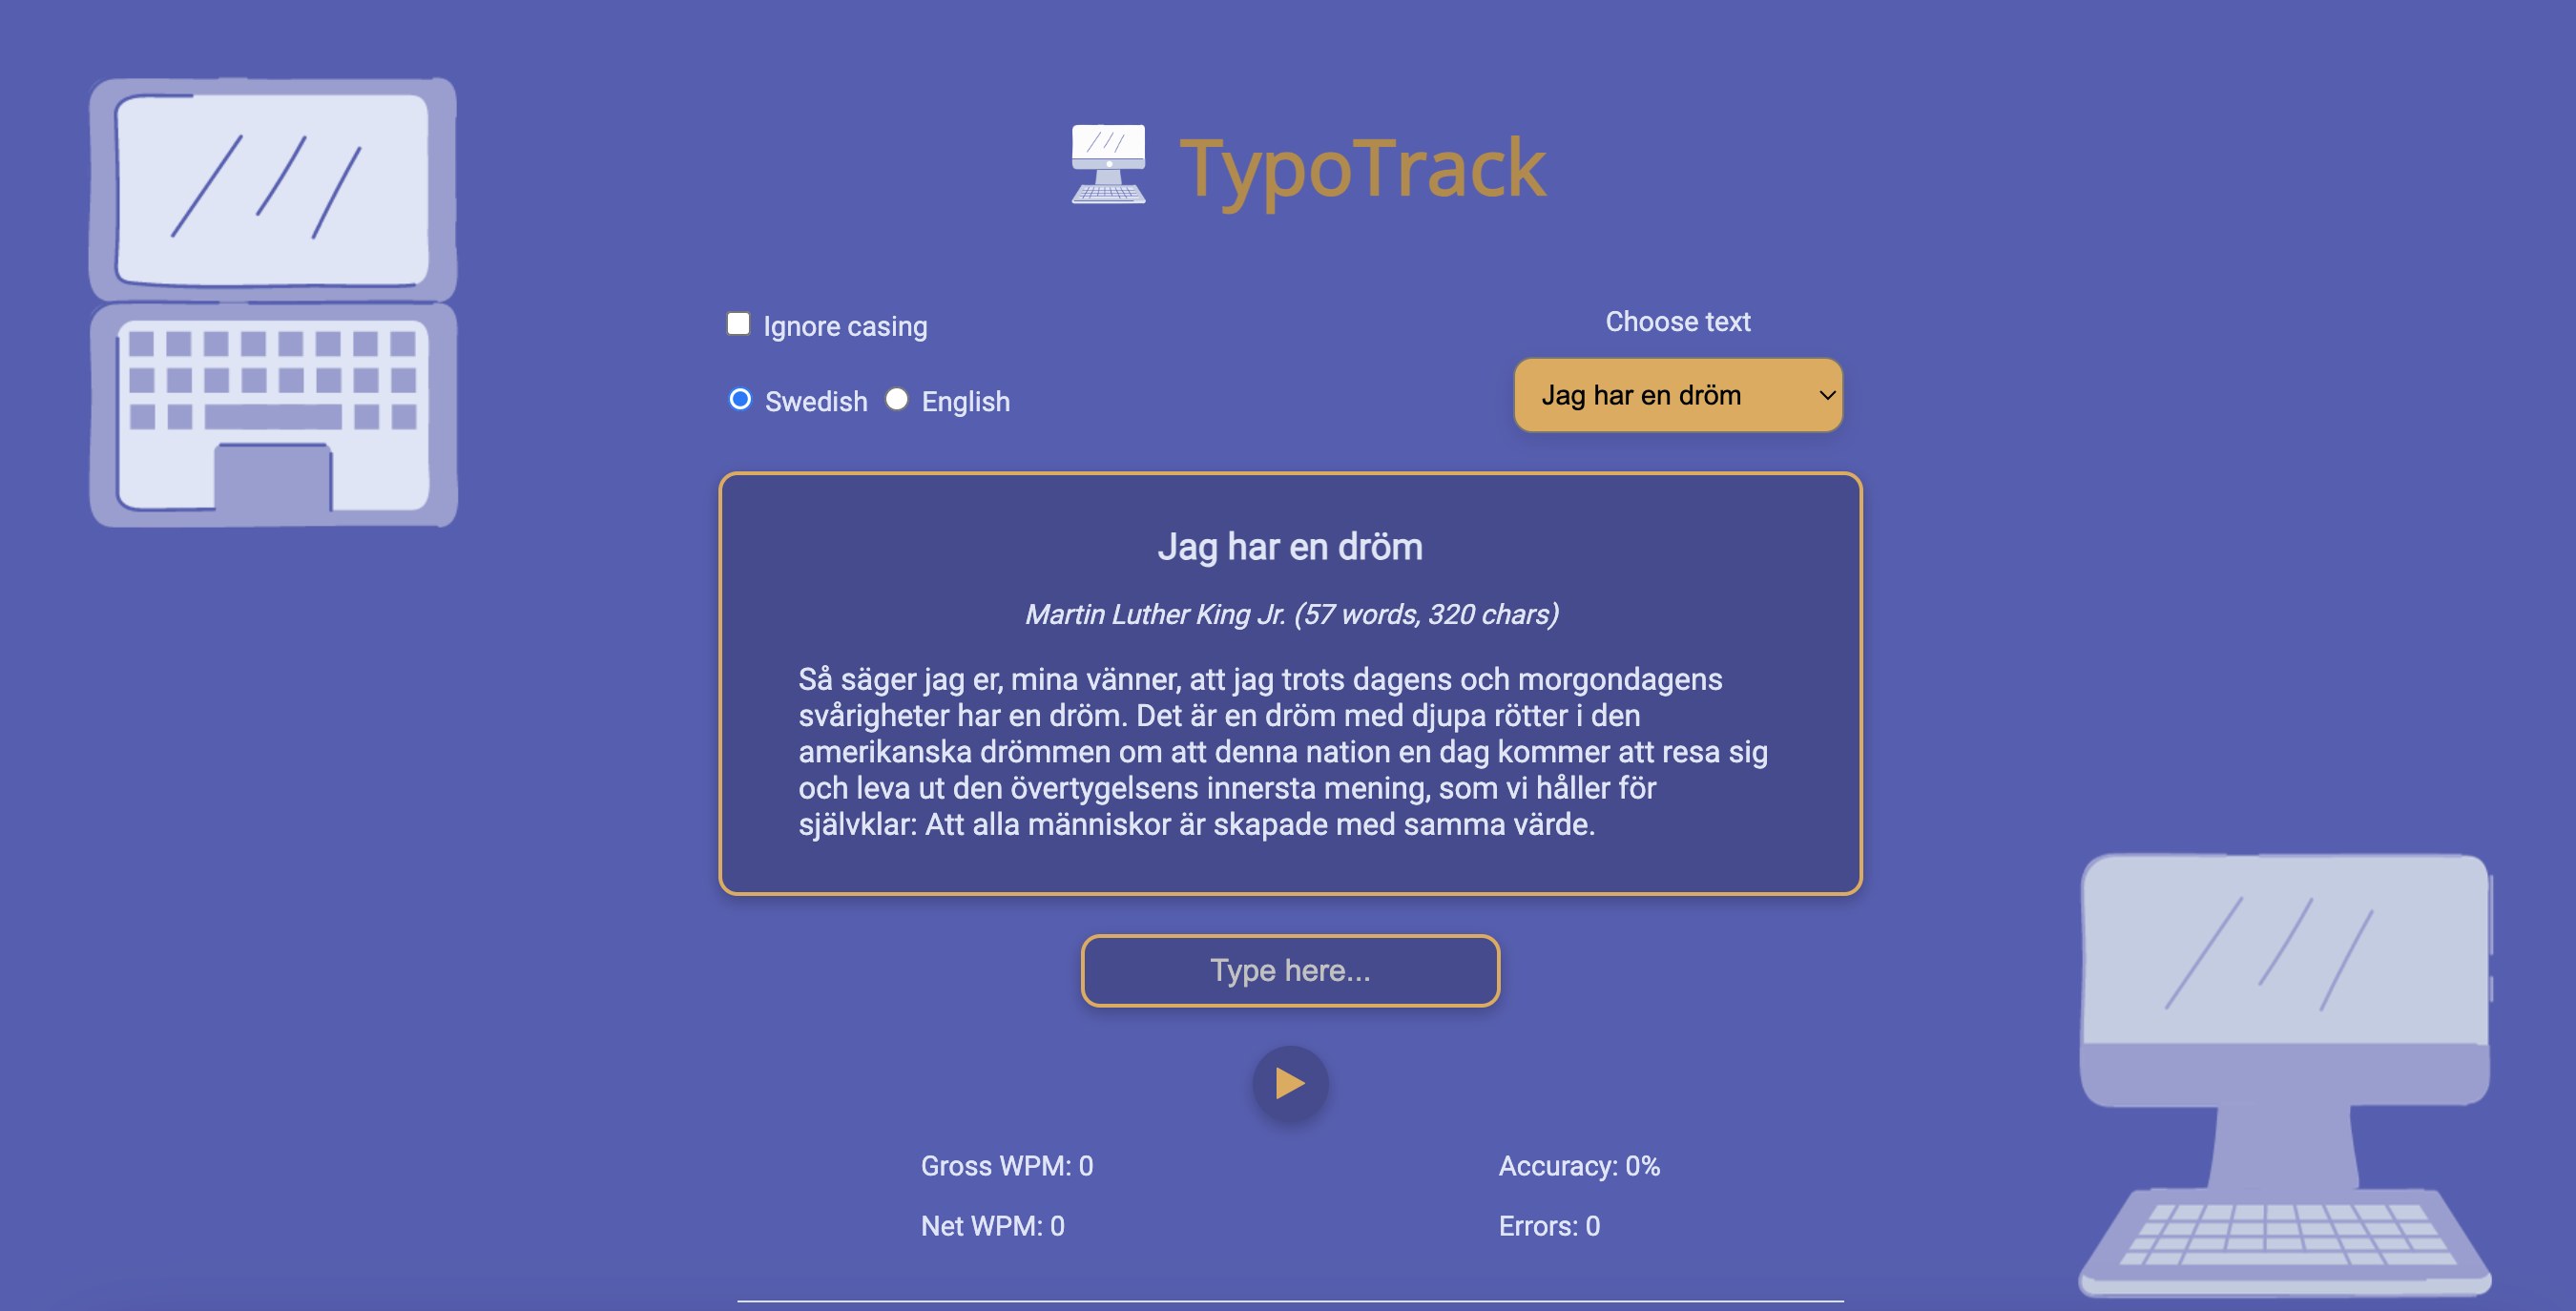 TypoTrack
Ignore casing
Choose text
Swedish English
Jag har en dröm
Jag har en dröm
Martin Luther King Jr. (57 words, 320 chars)
Så säger jag er, mina vänner, att jag trots dagens och morgondagens
svårigheter har en dröm. Det är en dröm med djupa rötter i den
amerikanska drömmen om att denna nation en dag kommer att resa sig
och leva ut den övertygelsens innersta mening, som vi håller för
självklar: Att alla människor är skapade med samma värde.
Type here...
Gross WPM: 0
Accuracy: 0%
Net WPM: 0
Errors: 0